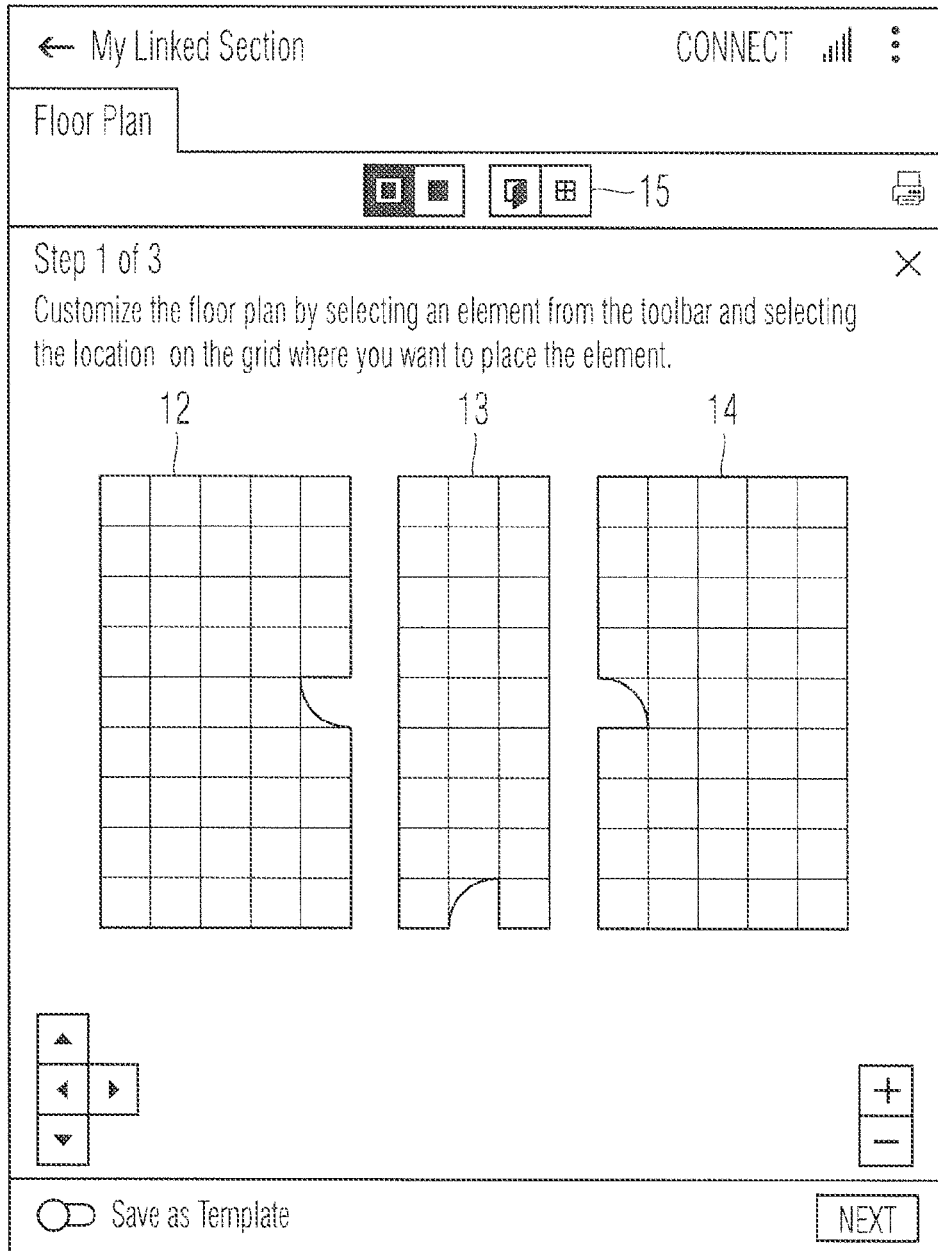 My Linked Section CONNECT
Floor Plan
15
Step 1 of 3
Customize the floor plan by selecting an element from the toolbar and selecting
the location on the grid where you want to place the element.
12 13 14
Save as Template NEXT